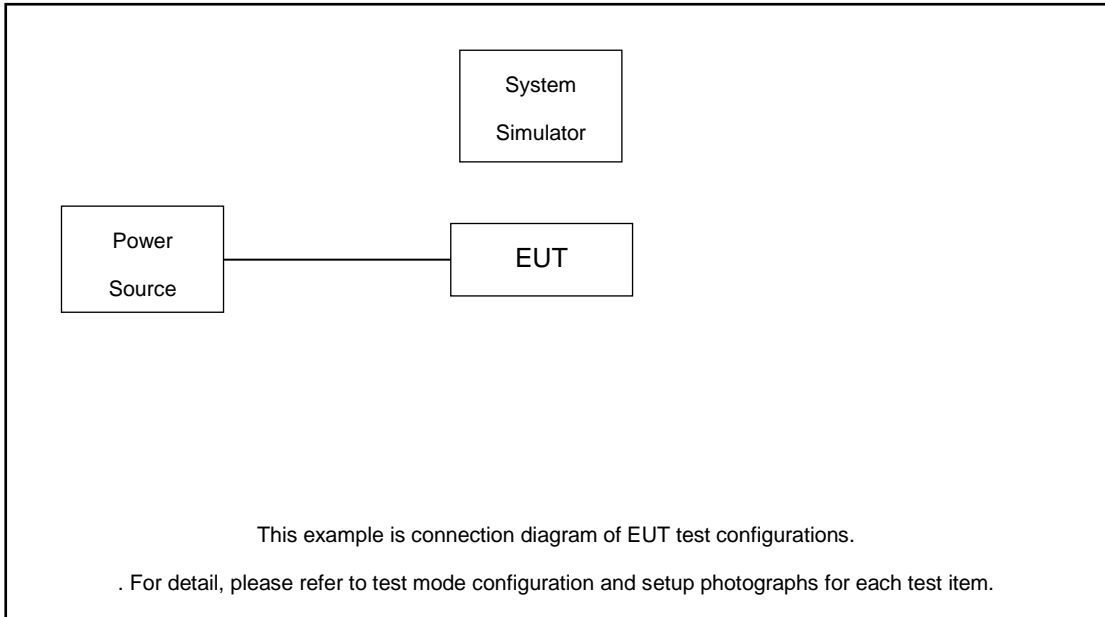 System
Simulator
Power
Source
EUT
This example is connection diagram of EUT test configurations.
. For detail, please refer to test mode configuration and setup photographs for each test item.